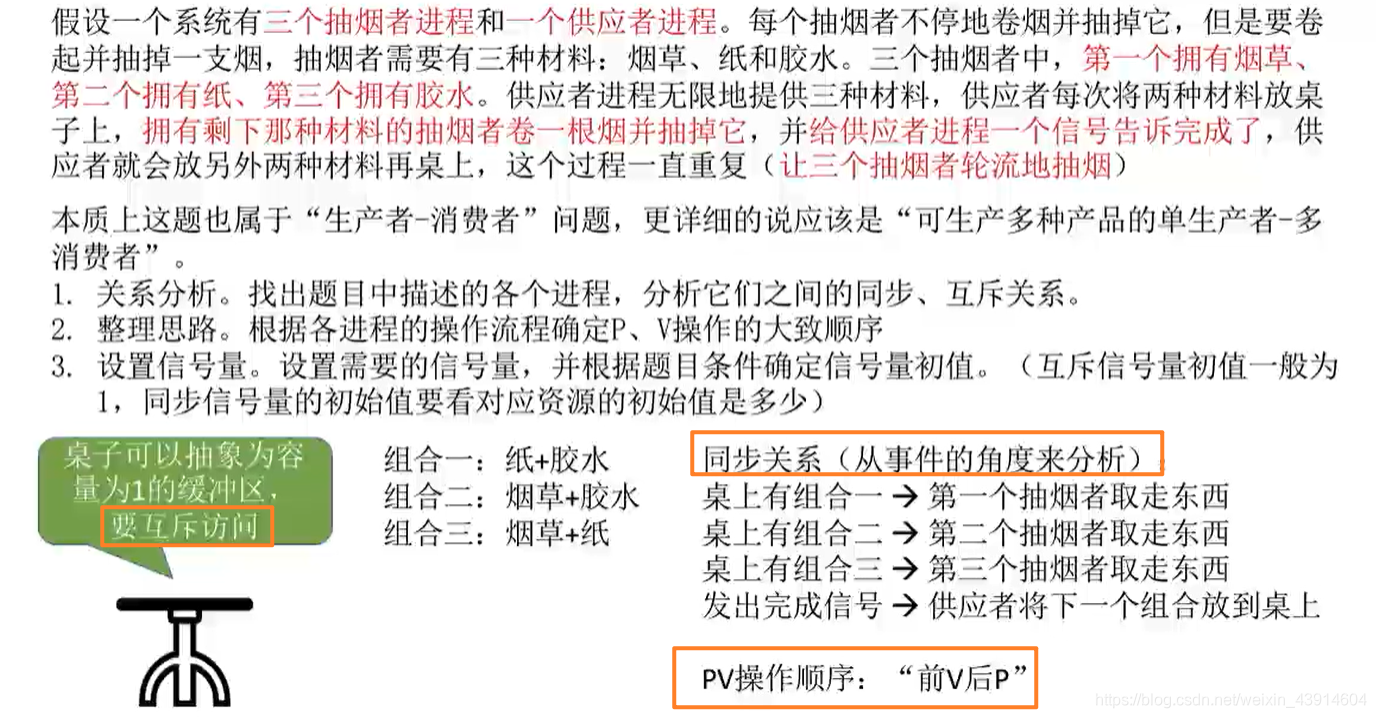 假设一个系统有三个抽烟者进程和一个供应者进程。每个抽烟者不停地卷烟并抽掉它，但是要卷
起并抽掉一支烟，抽烟者需要有三种材料：烟草、纸和胶水。三个抽烟者中，第一个拥有烟草、
第二个拥有纸、第三个拥有胶水。供应者进程无限地提供三种材料，供应者每次将两种材料放桌
子上，拥有剩下那种材料的抽烟者卷一根烟并抽掉它，并给供应者进程一个信号告诉完成了，供
应者就会放另外两种材料再桌上，这个过程一直重复（让三个抽烟者轮流地抽烟）
本质上这题也属于“生产者-消费者”问题，更详细的说应该是“可生产多种产品的单生产者-多
消费者”。
1. 关系分析。找出题目中描述的各个进程，分析它们之间的同步、互斥关系。
2. 整理思路。根据各进程的操作流程确定P、V操作的大致顺序
3. 设置信号量。设置需要的信号量，并根据题目条件确定信号量初值。（互斥信号量初值一般为
1，同步信号量的初始值要看对应资源的初始值是多少）
桌子可以抽象为容
量为1的缓冲区，
要互斥访问
组合一：纸+胶水
组合二：烟草+胶水
组合三：烟草+纸
同步关系（从事件的角度来分析）
桌上有组合一 → 第一个抽烟者取走东西
桌上有组合二 → 第二个抽烟者取走东西
桌上有组合三 → 第三个抽烟者取走东西
发出完成信号 → 供应者将下一个组合放到桌上
PV操作顺序：“前V后P”
https://blog.csdn.net/weixin_43914604